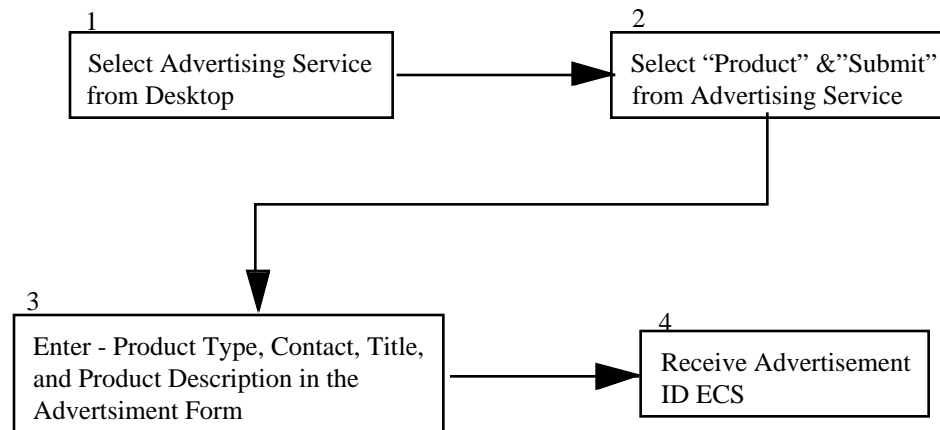 1
Select Advertising Service
from Desktop
2
Select “Product” &”Submit”
from Advertising Service
3
Enter - Product Type, Contact, Title,
and Product Description in the
Advertsiment Form
4
Receive Advertisement
ID ECS